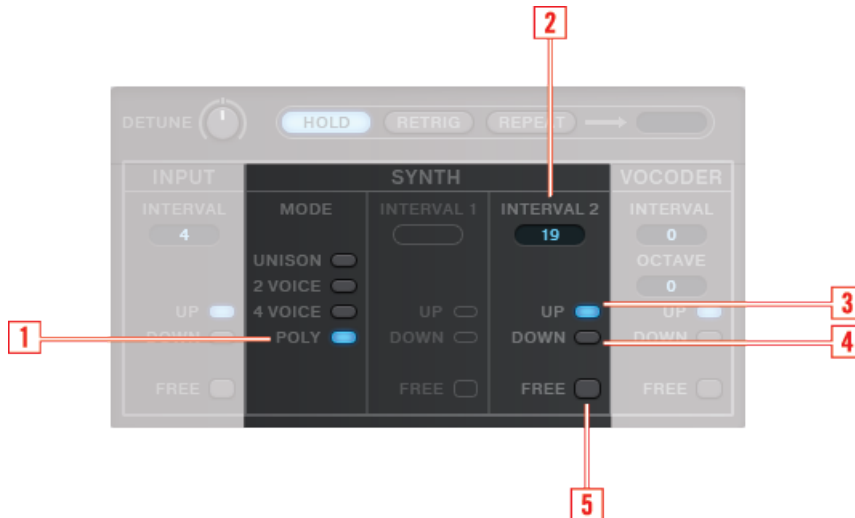 2
DETUNE HOLD RETRIG REPEAT
INPUT SYNTH VOCODER
INTERVAL MODE INTERVAL 1 INTERVAL 2 INTERVAL
4 19 0
UNISON OCTAVE
2 VOICE 0
4 VOICE UP UP UP UP 3
1 POLY DOWN DOWN DOWN DOWN 4
FREE FREE FREE FREE
5